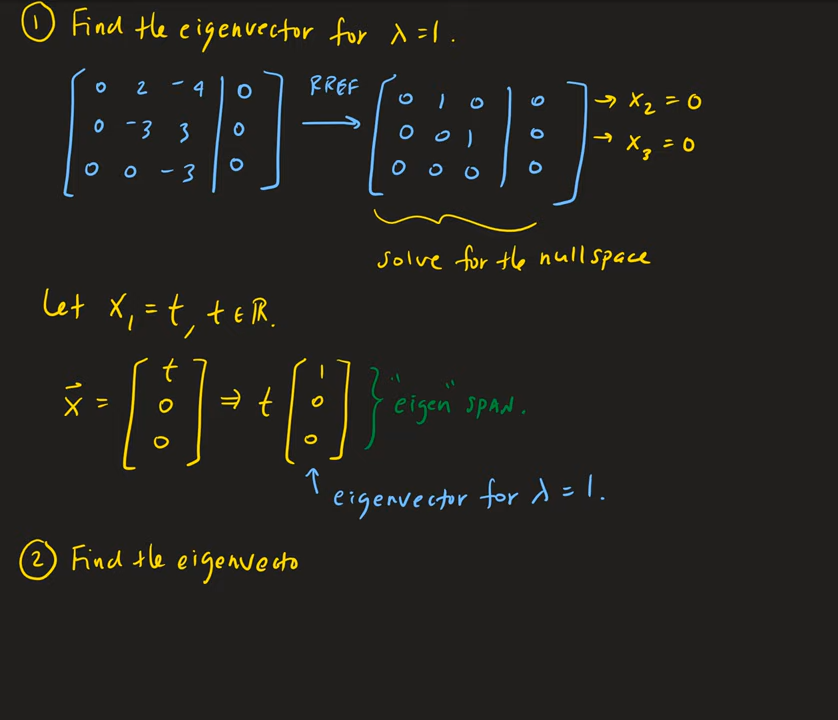 ① Find the eigenvector for λ = 1.
[ 0 2 -4 | 0 ] RREF [ 0 1 0 | 0 ] → x₂ = 0
[ 0 -3 3 | 0 ] → [ 0 0 1 | 0 ] → x₃ = 0
[ 0 0 -3 | 0 ] [ 0 0 0 | 0 ]
solve for the nullspace
Let x₁ = t, t ∈ ℝ.
x⃗ = [ t 0 0 ] ⇒ t [ 1 0 0 ] } "eigen" SPAN.
↑ eigenvector for λ = 1.
② Find the eigenvecto